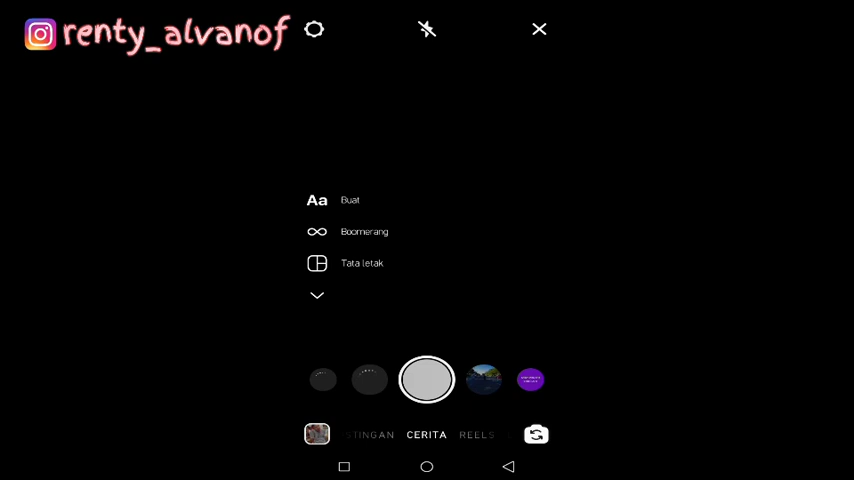 renty_alvanof
Aa Buat
Boomerang
Tata letak
STINGAN CERITA REELS